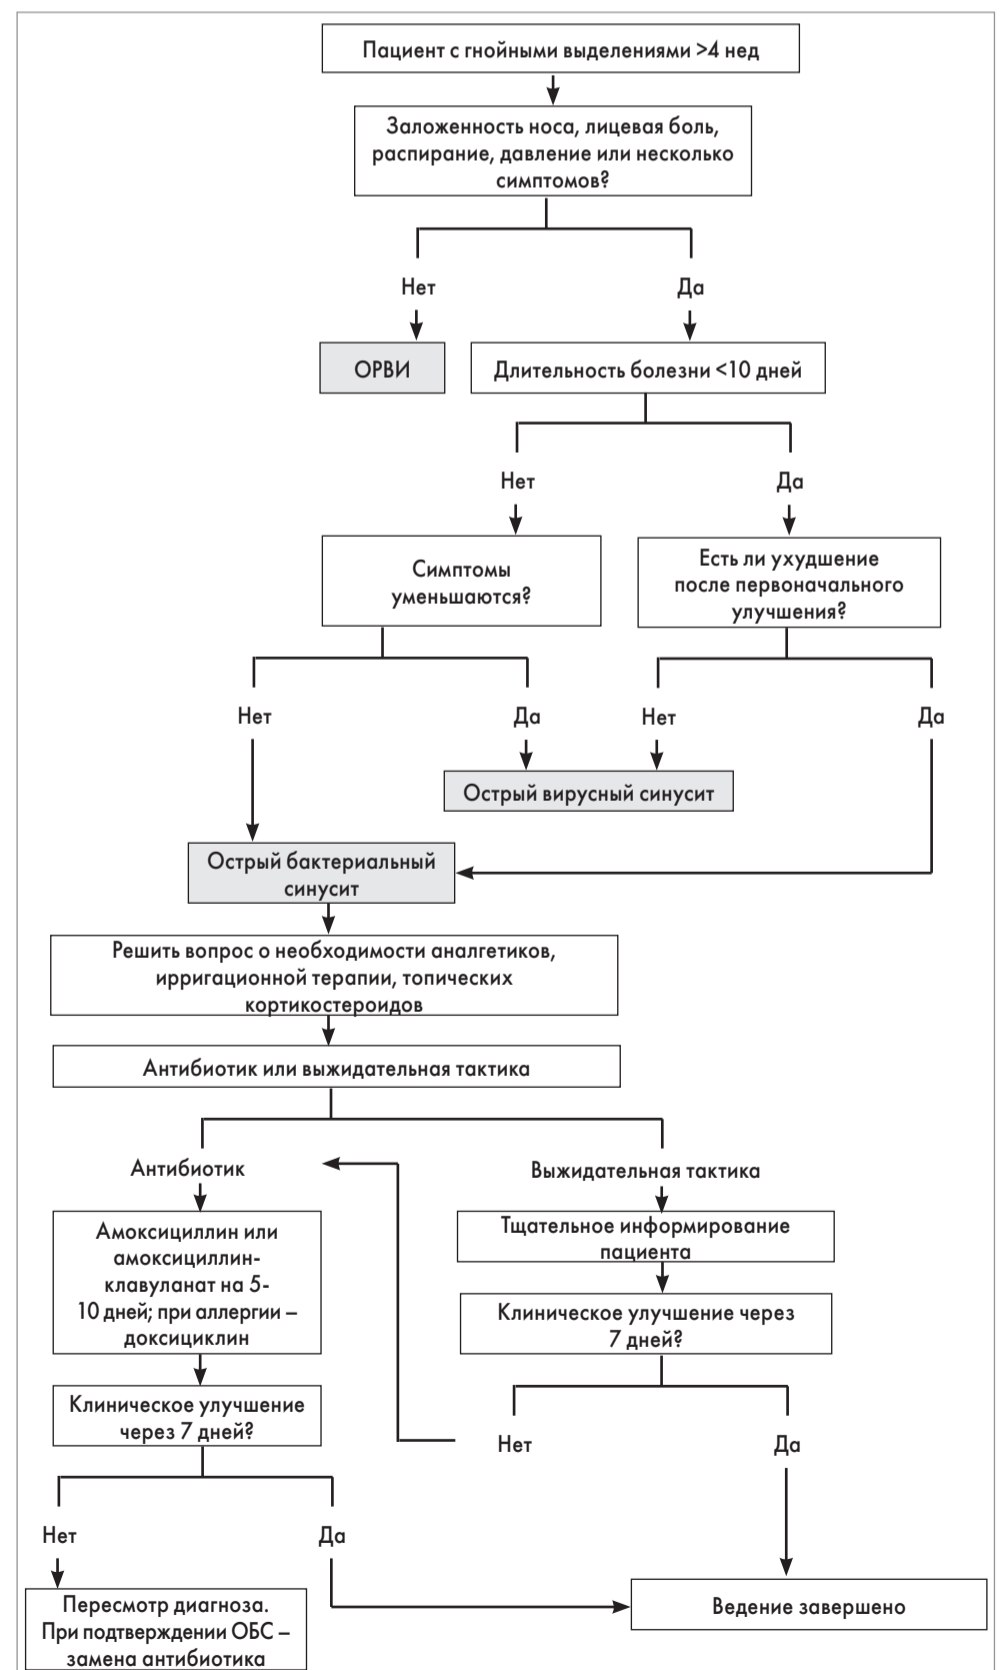 Пациент с гнойными выделениями >4 нед
Заложенность носа, лицевая боль,
распирание, давление или несколько
симптомов?
Нет
Да
ОРВИ
Длительность болезни <10 дней
Нет
Да
Симптомы
уменьшаются?
Есть ли ухудшение
после первоначального
улучшения?
Нет
Да
Нет
Да
Острый вирусный синусит
Острый бактериальный
синусит
Решить вопрос о необходимости аналгетиков,
ирригационной терапии, топических
кортикостероидов
Антибиотик или выжидательная тактика
Антибиотик
Выжидательная тактика
Амоксициллин или
амоксициллин-
клавуланат на 5-
10 дней; при аллергии –
доксициклин
Тщательное информирование
пациента
Клиническое улучшение через
7 дней?
Клиническое улучшение
через 7 дней?
Нет
Да
Нет
Да
Пересмотр диагноза.
При подтверждении ОБС –
замена антибиотика
Ведение завершено